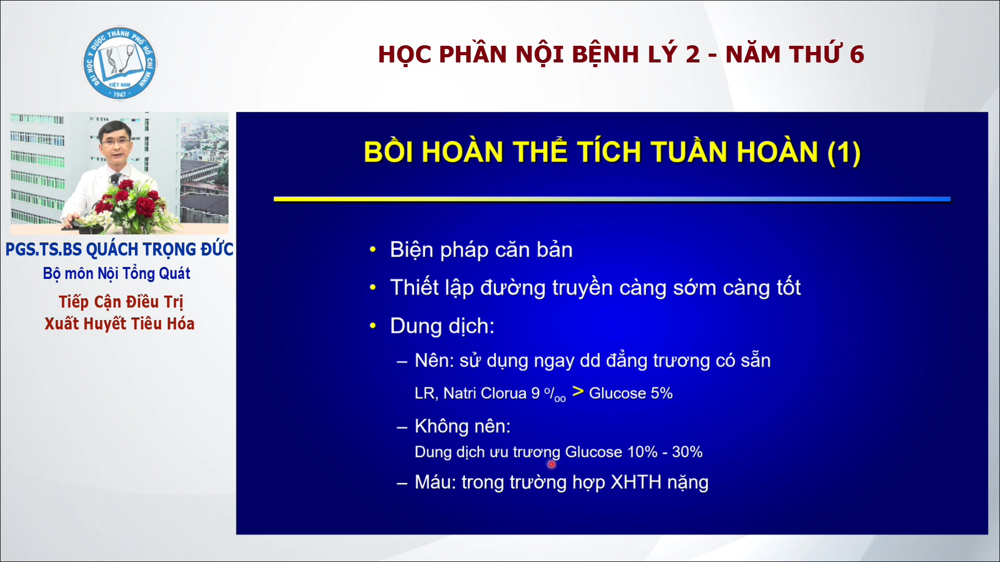 ĐẠI HỌC Y DƯỢC THÀNH PHỐ HỒ CHÍ MINH
VIỆT NAM
1947
HỌC PHẦN NỘI BỆNH LÝ 2 - NĂM THỨ 6
PGS.TS.BS QUÁCH TRỌNG ĐỨC
Bộ môn Nội Tổng Quát
Tiếp Cận Điều Trị
Xuất Huyết Tiêu Hóa
BỒI HOÀN THỂ TÍCH TUẦN HOÀN (1)
• Biện pháp căn bản
• Thiết lập đường truyền càng sớm càng tốt
• Dung dịch:
– Nên: sử dụng ngay dd đẳng trương có sẵn
LR, Natri Clorua 9 o/oo > Glucose 5%
– Không nên:
Dung dịch ưu trương Glucose 10% - 30%
– Máu: trong trường hợp XHTH nặng